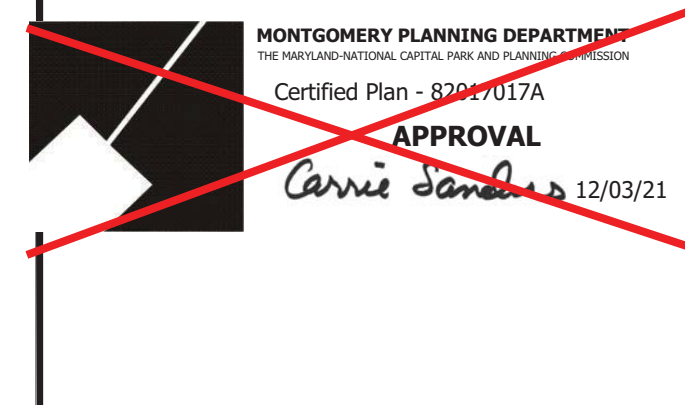 MONTGOMERY PLANNING DEPARTMENT
THE MARYLAND-NATIONAL CAPITAL PARK AND PLANNING COMMISSION
Certified Plan - 82017017A
APPROVAL
Carrie Sanders 12/03/21